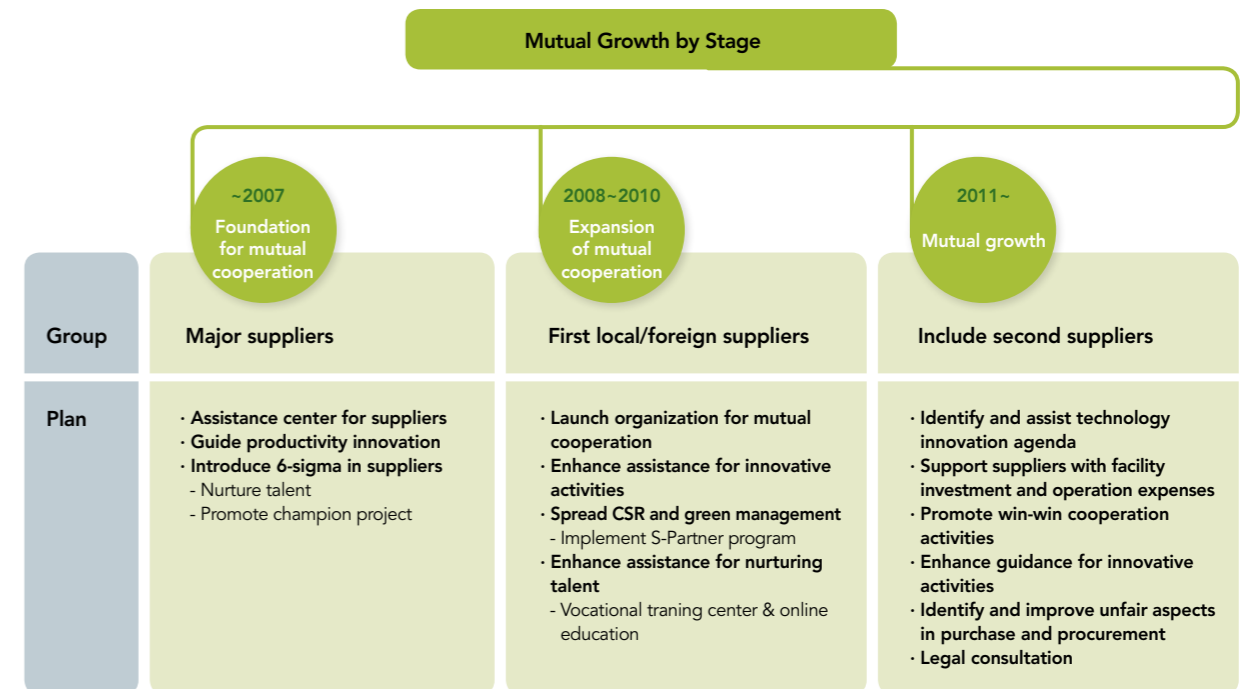 Mutual Growth by Stage
~2007
Foundation
for mutual
cooperation
2008~2010
Expansion
of mutual
cooperation
2011~
Mutual growth
Group
Major suppliers
First local/foreign suppliers
Include second suppliers
Plan
· Assistance center for suppliers
· Guide productivity innovation
· Introduce 6-sigma in suppliers
- Nurture talent
- Promote champion project
· Launch organization for mutual
cooperation
· Enhance assistance for innovative
activities
· Spread CSR and green management
- Implement S-Partner program
· Enhance assistance for nurturing
talent
- Vocational traning center & online
education
· Identify and assist technology
innovation agenda
· Support suppliers with facility
investment and operation expenses
· Promote win-win cooperation
activities
· Enhance guidance for innovative
activities
· Identify and improve unfair aspects
in purchase and procurement
· Legal consultation